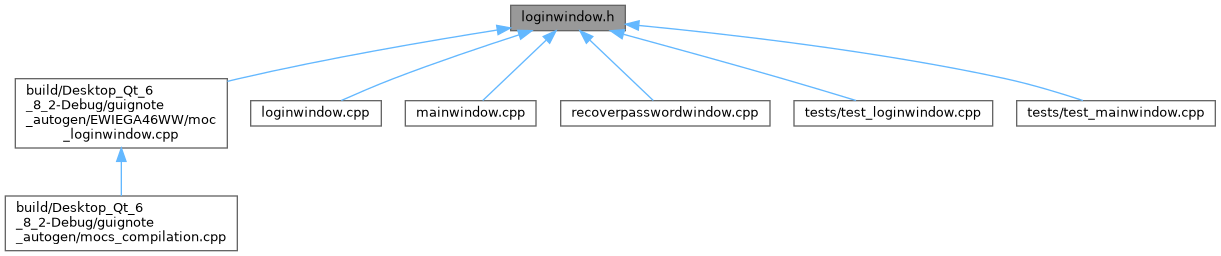 loginwindow.h
build/Desktop_Qt_6
_8_2-Debug/guignote
_autogen/EWIEGA46WW/moc
_loginwindow.cpp
loginwindow.cpp
mainwindow.cpp
recoverpasswordwindow.cpp
tests/test_loginwindow.cpp
tests/test_mainwindow.cpp
build/Desktop_Qt_6
_8_2-Debug/guignote
_autogen/mocs_compilation.cpp